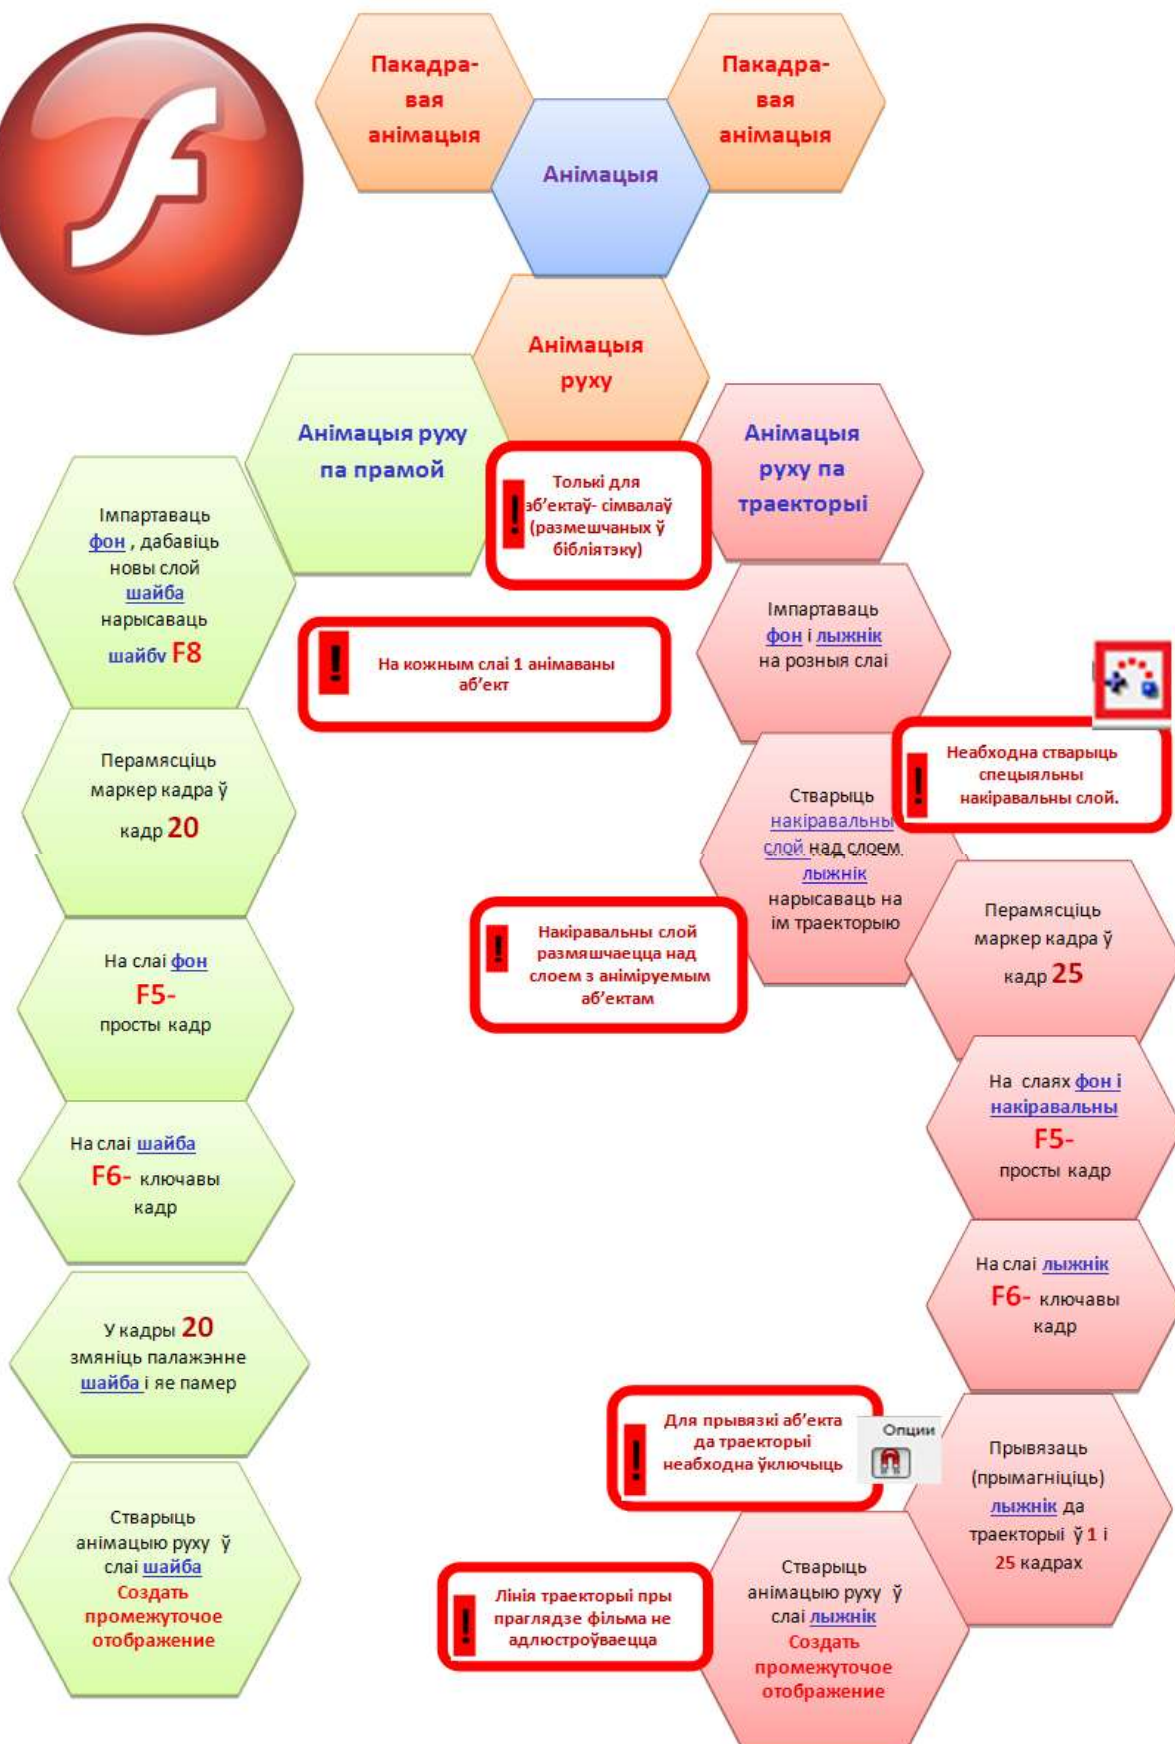 Пакадра-
вая
анімацыя
Пакадра-
вая
анімацыя
Анімацыя
Анімацыя
руху
Анімацыя руху
па прамой
Толькі для
аб’ектаў- сімвалаў
(размешчаных ў
бібліятэку)
Анімацыя
руху па
траекторыі
Імпартаваць
фон , дабавіць
новы слой
шайба
нарысаваць
шайбу F8
На кожным слаі 1 анімаваны
аб’ект
Імпартаваць
фон і лыжнік
на розныя слаі
Перамясціць
маркер кадра ў
кадр 20
Неабходна стварыць
спецыяльны
накіравальны слой.
Стварыць
накіравальны
слой над слоем
лыжнік
нарысаваць на
ім траекторыю
Накіравальны слой
размяшчаецца над
слоем з аніміруемым
аб’ектам
Перамясціць
маркер кадра ў
кадр 25
На слаі фон
F5-
просты кадр
На слаях фон і
накіравальны
F5-
просты кадр
На слаі шайба
F6- ключавы
кадр
На слаі лыжнік
F6- ключавы
кадр
У кадры 20
змяніць палажэнне
шайба і яе памер
Для прывязкі аб’екта
да траекторыі
неабходна ўключыць
Опции
Прывязаць
(прымагніціць)
лыжнік да
траекторыі ў 1 і
25 кадрах
Стварыць
анімацыю руху ў
слаі шайба
Создать
промежуточое
отображение
Лінія траекторыі пры
праглядзе фільма не
адлюстроўваецца
Стварыць
анімацыю руху ў
слаі лыжнік
Создать
промежуточое
отображение